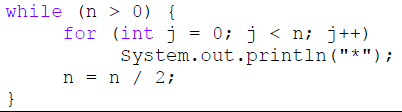 while (n > 0) {
for (int j = 0; j < n; j++)
System.out.println("*");
n = n / 2;
}